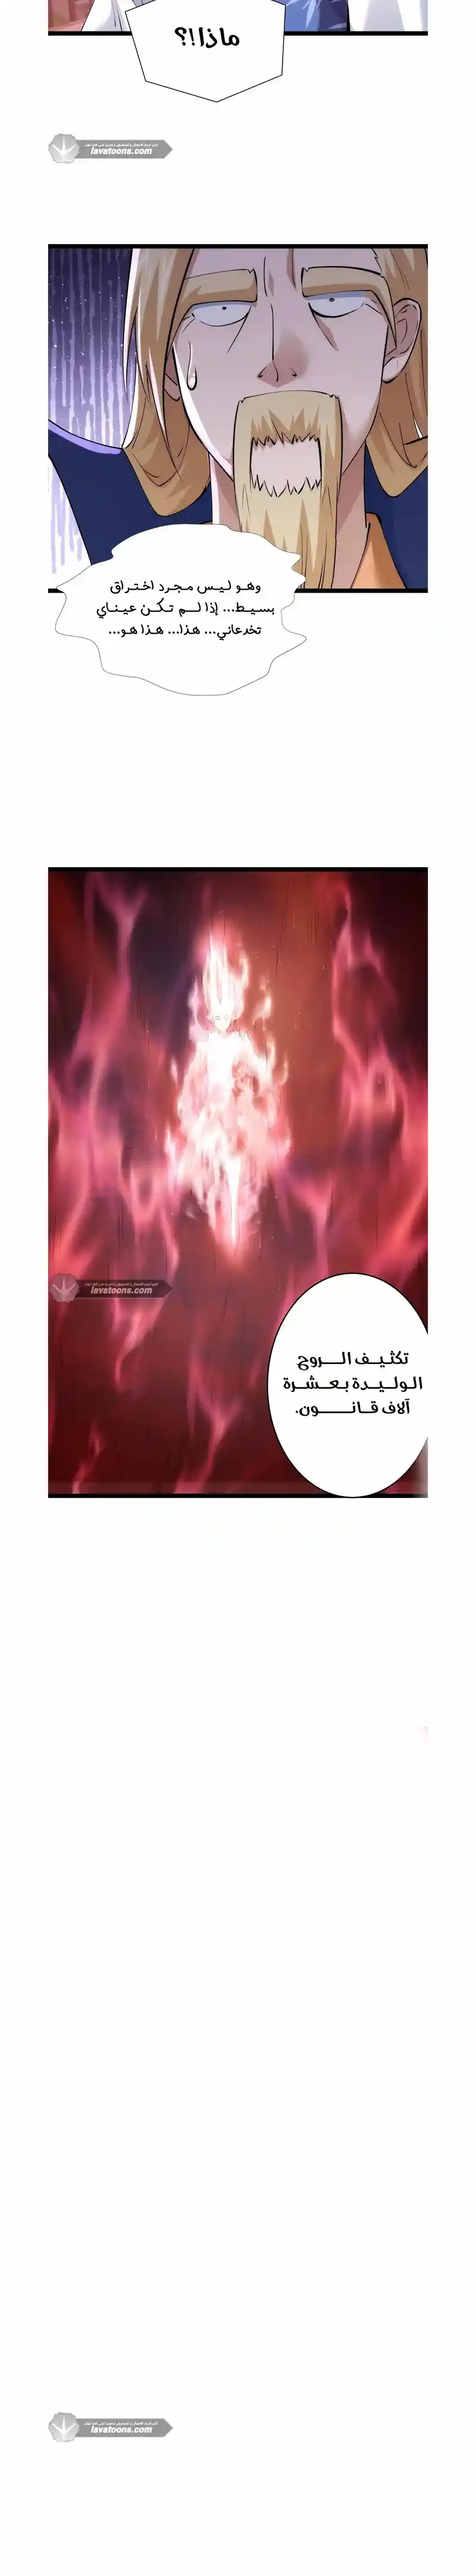 ماذا!؟
lavatoons.com
وهو ليس مجرد اختراق
بسيط... إذا لم تكن عيناي
تخدعاني... هذا... هذا هو...
lavatoons.com
تكثيف الروح
الوليدة بعشرة
آلاف قانون.
lavatoons.com